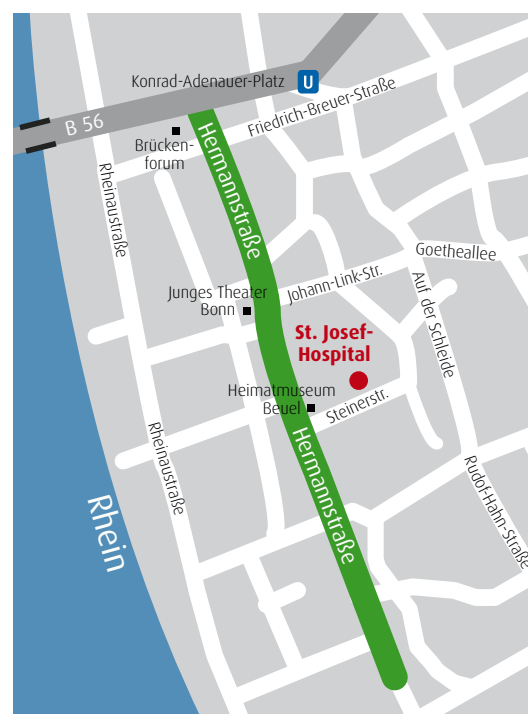 Konrad-Adenauer-Platz
U
B 56
Friedrich-Breuer-Straße
Brücken-
forum
Hermannstraße
Rheinaustraße
Goetheallee
Johann-Link-Str.
Auf der Schleide
Junges Theater
Bonn
St. Josef-
Hospital
Heimatmuseum
Beuel
Steinerstr.
Rheinaustraße
Hermannstraße
Rudof-Hahn-Straße
Rhein